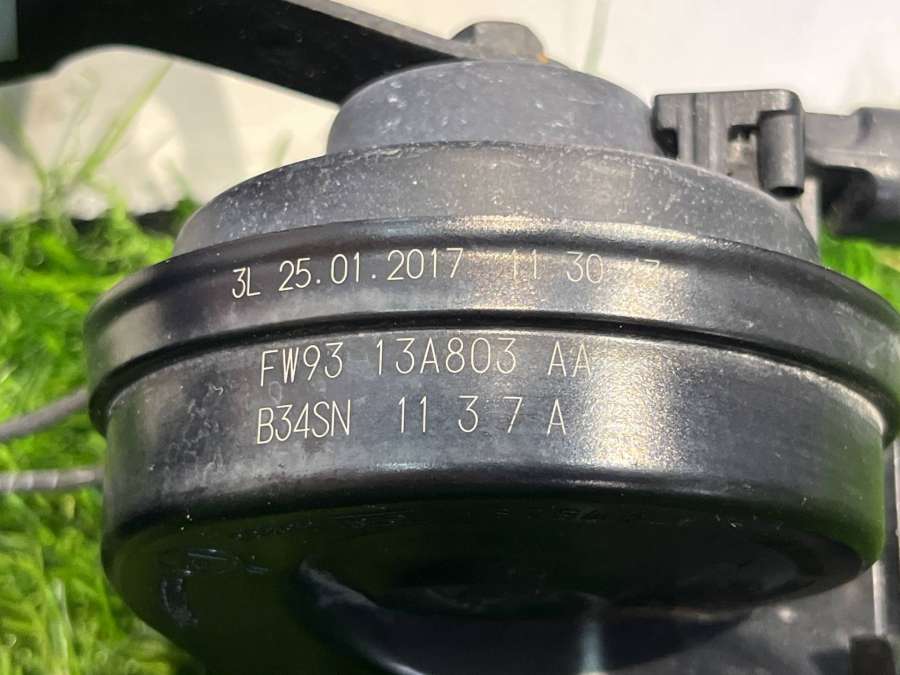 3L 25.01.2017 11 30
FW93 13A803 AA
B34SN 11 3 7 A